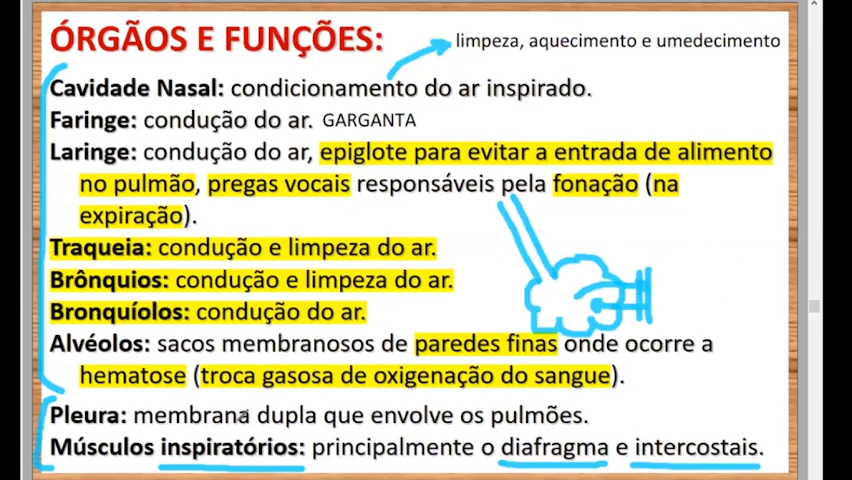 ÓRGÃOS E FUNÇÕES:
limpeza, aquecimento e umedecimento
Cavidade Nasal: condicionamento do ar inspirado.
Faringe: condução do ar. GARGANTA
Laringe: condução do ar, epiglote para evitar a entrada de alimento
no pulmão, pregas vocais responsáveis pela fonação (na
expiração).
Traqueia: condução e limpeza do ar.
Brônquios: condução e limpeza do ar.
Bronquíolos: condução do ar.
Alvéolos: sacos membranosos de paredes finas onde ocorre a
hematose (troca gasosa de oxigenação do sangue).
Pleura: membrana dupla que envolve os pulmões.
Músculos inspiratórios: principalmente o diafragma e intercostais.